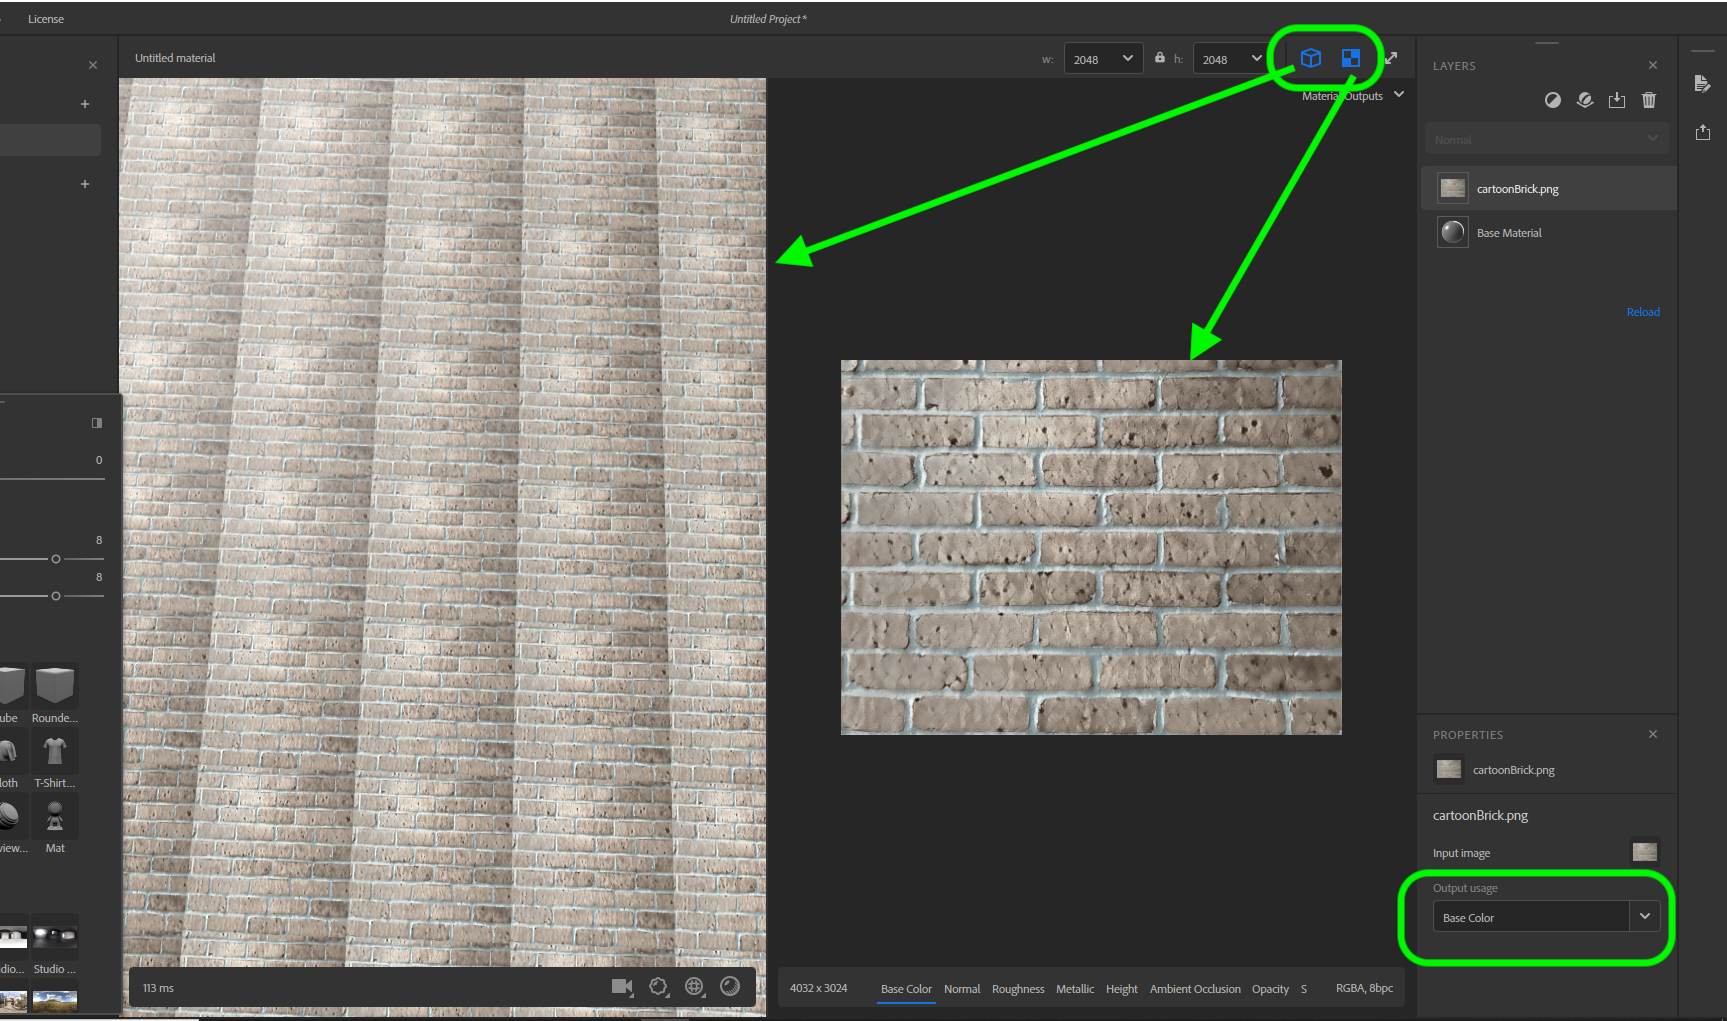 License
Untitled Project*
Untitled material
w:
2048
h:
2048
Material Outputs
LAYERS
Normal
cartoonBrick.png
Base Material
Reload
0
8
8
ube
Rounde...
loth
T-Shirt...
view...
Mat
dio...
Studio ...
PROPERTIES
cartoonBrick.png
cartoonBrick.png
Input image
Output usage
Base Color
113 ms
4032 x 3024
Base Color
Normal
Roughness
Metallic
Height
Ambient Occlusion
Opacity
S
RGBA, 8bpc